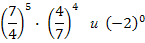 (7/4)⁵ · (4/7)⁴ и (−2)⁰